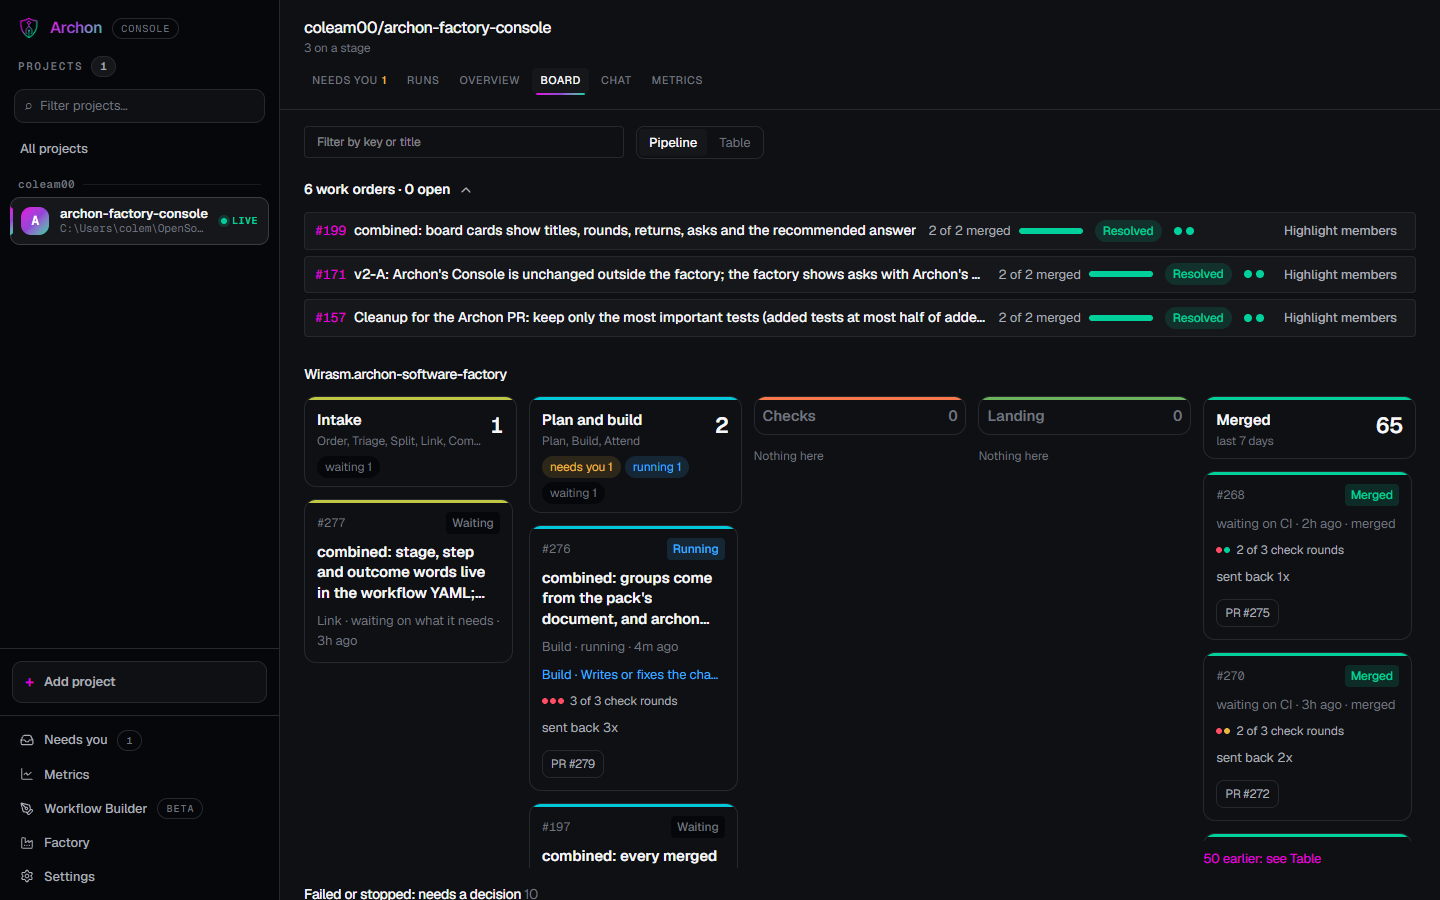 Archon CONSOLE
PROJECTS 1
Filter projects...
All projects
coleam00
A archon-factory-console LIVE
C:\Users\colem\OpenSo...
Add project
Needs you 1
Metrics
Workflow Builder BETA
Factory
Settings
coleam00/archon-factory-console
3 on a stage
NEEDS YOU 1 RUNS OVERVIEW BOARD CHAT METRICS
Filter by key or title
Pipeline Table
6 work orders · 0 open
#199 combined: board cards show titles, rounds, returns, asks and the recommended answer 2 of 2 merged Resolved Highlight members
#171 v2-A: Archon's Console is unchanged outside the factory; the factory shows asks with Archon's ... 2 of 2 merged Resolved Highlight members
#157 Cleanup for the Archon PR: keep only the most important tests (added tests at most half of adde... 2 of 2 merged Resolved Highlight members
Wirasm.archon-software-factory
Intake 1
Order, Triage, Split, Link, Com...
waiting 1
#277 Waiting
combined: stage, step
and outcome words live
in the workflow YAML;...
Link · waiting on what it needs ·
3h ago
Plan and build 2
Plan, Build, Attend
needs you 1 running 1
waiting 1
#276 Running
combined: groups come
from the pack's
document, and archon...
Build · running · 4m ago
Build · Writes or fixes the cha...
3 of 3 check rounds
sent back 3x
PR #279
#197 Waiting
combined: every merged
Checks 0
Nothing here
Landing 0
Nothing here
Merged 65
last 7 days
#268 Merged
waiting on CI · 2h ago · merged
2 of 3 check rounds
sent back 1x
PR #275
#270 Merged
waiting on CI · 3h ago · merged
2 of 3 check rounds
sent back 2x
PR #272
50 earlier: see Table
Failed or stopped: needs a decision 10